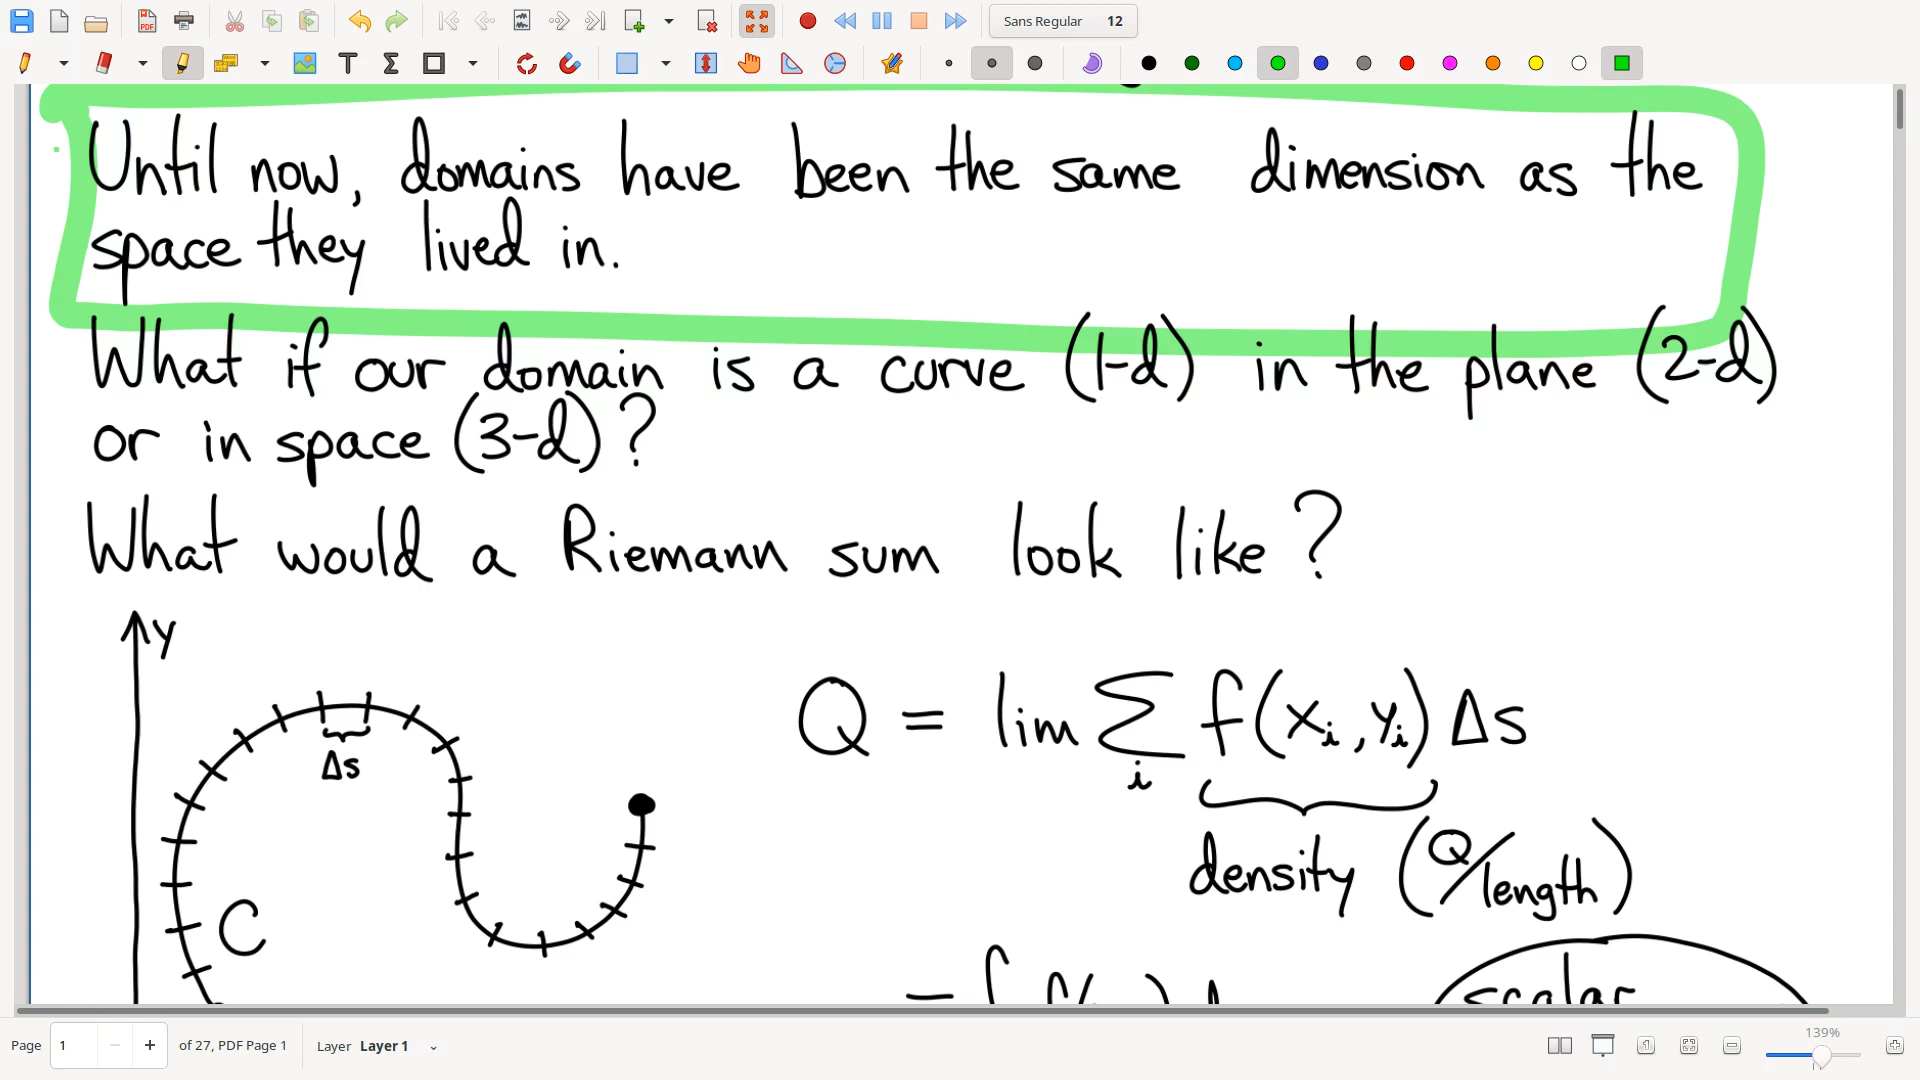 Sans Regular 12
Until now, domains have been the same dimension as the
space they lived in.
What if our domain is a curve (1-d) in the plane (2-d)
or in space (3-d)?
What would a Riemann sum look like?
y
Δs
C
Q = lim Σ f(xᵢ,yᵢ) Δs
i
density (Q/length)
= ∫ f( ) d
scalar
Page 1 − + of 27, PDF Page 1 Layer Layer 1
139%